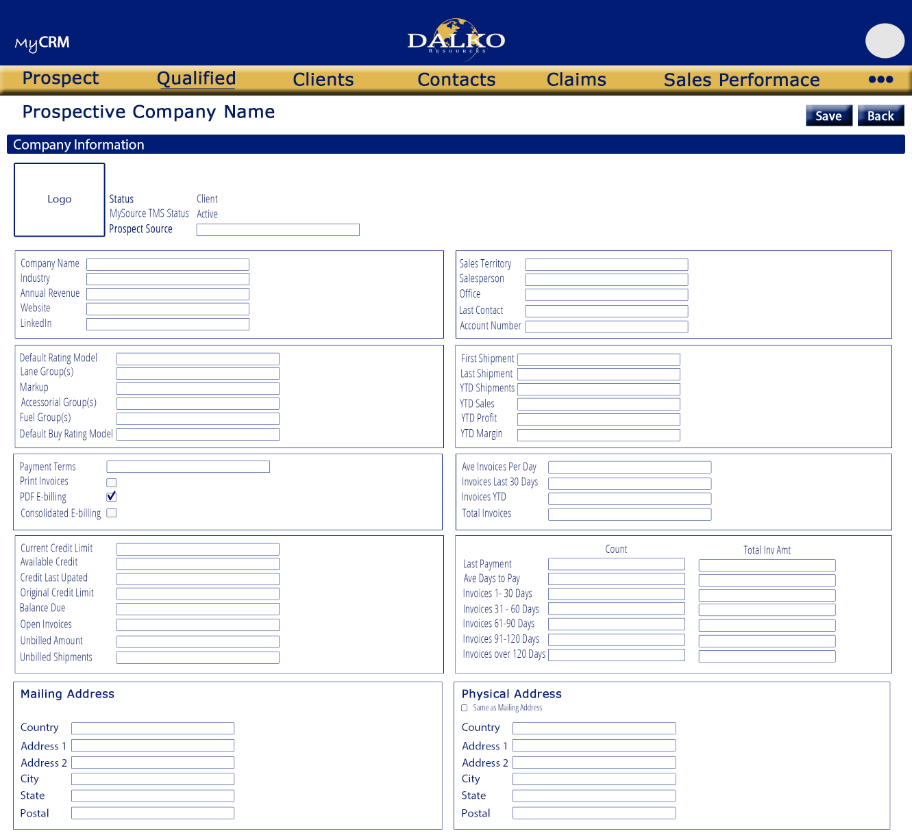 MyCRM
DALKO
RESOURCES
Prospect Qualified Clients Contacts Claims Sales Performace •••
Prospective Company Name
Save Back
Company Information
Logo
Status Client
MySource TMS Status Active
Prospect Source
Company Name
Industry
Annual Revenue
Website
LinkedIn
Sales Territory
Salesperson
Office
Last Contact
Account Number
Default Rating Model
Lane Group(s)
Markup
Accessorial Group(s)
Fuel Group(s)
Default Buy Rating Model
First Shipment
Last Shipment
YTD Shipments
YTD Sales
YTD Profit
YTD Margin
Payment Terms
Print Invoices
PDF E-billing
Consolidated E-billing
Ave Invoices Per Day
Invoices Last 30 Days
Invoices YTD
Total Invoices
Current Credit Limit
Available Credit
Credit Last Upated
Original Credit Limit
Balance Due
Open Invoices
Unbilled Amount
Unbilled Shipments
Count Total Inv Amt
Last Payment
Ave Days to Pay
Invoices 1- 30 Days
Invoices 31 - 60 Days
Invoices 61-90 Days
Invoices 91-120 Days
Invoices over 120 Days
Mailing Address
Country
Address 1
Address 2
City
State
Postal
Physical Address
Same as Mailing Address
Country
Address 1
Address 2
City
State
Postal